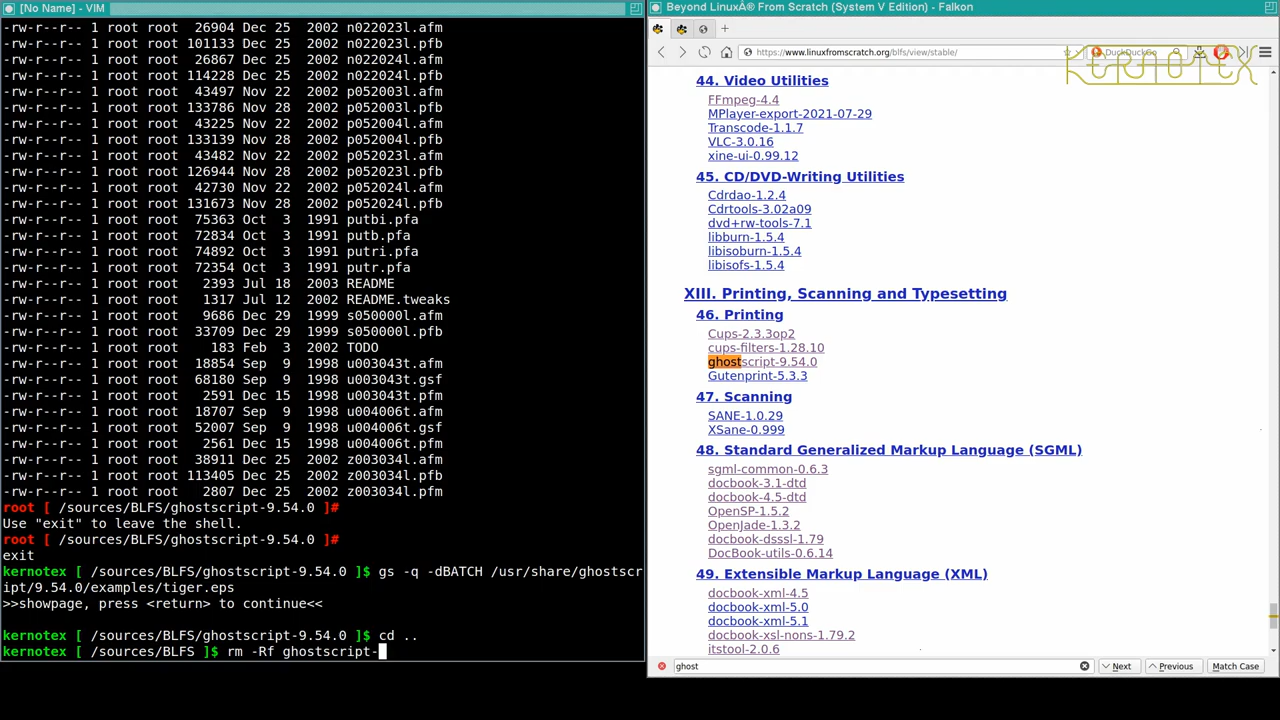 [No Name] - VIM
-rw-r--r-- 1 root root  26904 Dec 25  2002 n022023l.afm
-rw-r--r-- 1 root root 101133 Dec 25  2002 n022023l.pfb
-rw-r--r-- 1 root root  26867 Dec 25  2002 n022024l.afm
-rw-r--r-- 1 root root 114228 Dec 25  2002 n022024l.pfb
-rw-r--r-- 1 root root  43497 Nov 22  2002 p052003l.afm
-rw-r--r-- 1 root root 133786 Nov 28  2002 p052003l.pfb
-rw-r--r-- 1 root root  43225 Nov 22  2002 p052004l.afm
-rw-r--r-- 1 root root 133139 Nov 28  2002 p052004l.pfb
-rw-r--r-- 1 root root  43482 Nov 22  2002 p052023l.afm
-rw-r--r-- 1 root root 126944 Nov 28  2002 p052023l.pfb
-rw-r--r-- 1 root root  42730 Nov 22  2002 p052024l.afm
-rw-r--r-- 1 root root 131673 Nov 28  2002 p052024l.pfb
-rw-r--r-- 1 root root  75363 Oct  3  1991 putbi.pfa
-rw-r--r-- 1 root root  72834 Oct  3  1991 putb.pfa
-rw-r--r-- 1 root root  74892 Oct  3  1991 putri.pfa
-rw-r--r-- 1 root root  72354 Oct  3  1991 putr.pfa
-rw-r--r-- 1 root root   2393 Jul 18  2003 README
-rw-r--r-- 1 root root   1317 Jul 12  2002 README.tweaks
-rw-r--r-- 1 root root   9686 Dec 29  1999 s050000l.afm
-rw-r--r-- 1 root root  33709 Dec 29  1999 s050000l.pfb
-rw-r--r-- 1 root root    183 Feb  3  2002 TODO
-rw-r--r-- 1 root root  18854 Sep  9  1998 u003043t.afm
-rw-r--r-- 1 root root  68180 Sep  9  1998 u003043t.gsf
-rw-r--r-- 1 root root   2591 Dec 15  1998 u003043t.pfm
-rw-r--r-- 1 root root  18707 Sep  9  1998 u004006t.afm
-rw-r--r-- 1 root root  52007 Sep  9  1998 u004006t.gsf
-rw-r--r-- 1 root root   2561 Dec 15  1998 u004006t.pfm
-rw-r--r-- 1 root root  38911 Dec 25  2002 z003034l.afm
-rw-r--r-- 1 root root 113405 Dec 25  2002 z003034l.pfb
-rw-r--r-- 1 root root   2807 Dec 25  2002 z003034l.pfm
root [ /sources/BLFS/ghostscript-9.54.0 ]#
Use "exit" to leave the shell.
root [ /sources/BLFS/ghostscript-9.54.0 ]#
exit
kernotex [ /sources/BLFS/ghostscript-9.54.0 ]$ gs -q -dBATCH /usr/share/ghostscr
ipt/9.54.0/examples/tiger.eps
>>showpage, press <return> to continue<<
kernotex [ /sources/BLFS/ghostscript-9.54.0 ]$ cd ..
kernotex [ /sources/BLFS ]$ rm -Rf ghostscript-
Beyond LinuxÂ® From Scratch (System V Edition) - Falkon
https://www.linuxfromscratch.org/blfs/view/stable/
DuckDuckGo
KERNOTEX
44. Video Utilities
FFmpeg-4.4
MPlayer-export-2021-07-29
Transcode-1.1.7
VLC-3.0.16
xine-ui-0.99.12
45. CD/DVD-Writing Utilities
Cdrdao-1.2.4
Cdrtools-3.02a09
dvd+rw-tools-7.1
libburn-1.5.4
libisoburn-1.5.4
libisofs-1.5.4
XIII. Printing, Scanning and Typesetting
46. Printing
Cups-2.3.3op2
cups-filters-1.28.10
ghostscript-9.54.0
Gutenprint-5.3.3
47. Scanning
SANE-1.0.29
XSane-0.999
48. Standard Generalized Markup Language (SGML)
sgml-common-0.6.3
docbook-3.1-dtd
docbook-4.5-dtd
OpenSP-1.5.2
OpenJade-1.3.2
docbook-dsssl-1.79
DocBook-utils-0.6.14
49. Extensible Markup Language (XML)
docbook-xml-4.5
docbook-xml-5.0
docbook-xml-5.1
docbook-xsl-nons-1.79.2
itstool-2.0.6
ghost
Next
Previous
Match Case